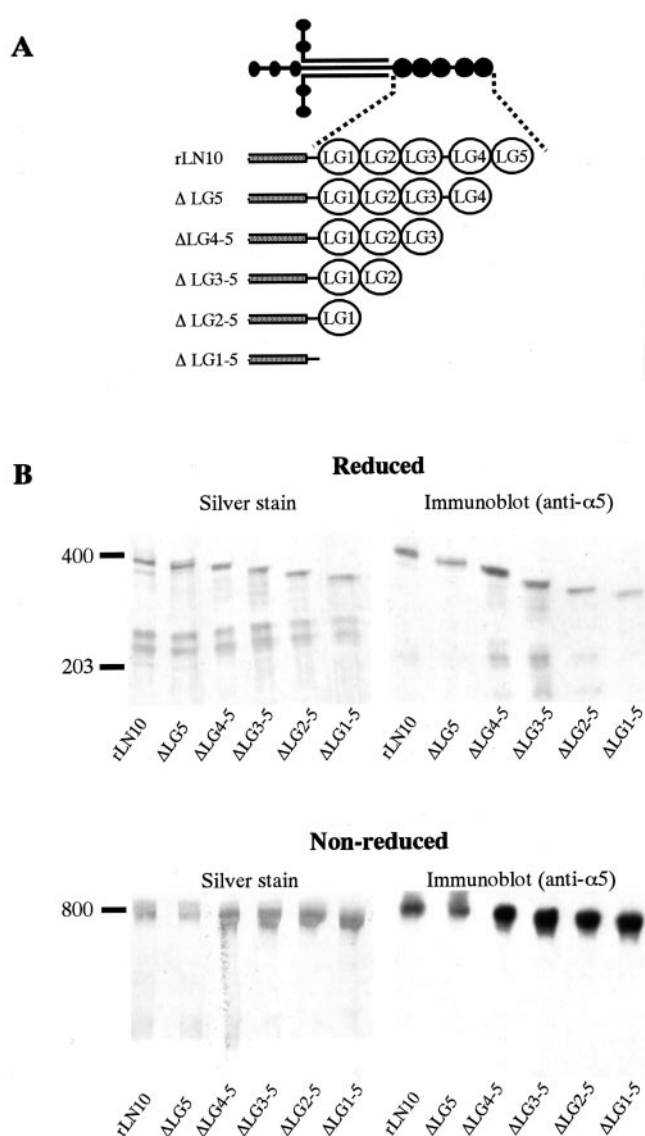 A
rLN10 LG1 LG2 LG3 LG4 LG5
Δ LG5 LG1 LG2 LG3 LG4
ΔLG4-5 LG1 LG2 LG3
Δ LG3-5 LG1 LG2
Δ LG2-5 LG1
Δ LG1-5
B
Reduced
Silver stain Immunoblot (anti-α5)
400
203
rLN10 ΔLG5 ΔLG4-5 ΔLG3-5 ΔLG2-5 ΔLG1-5 rLN10 ΔLG5 ΔLG4-5 ΔLG3-5 ΔLG2-5 ΔLG1-5
Non-reduced
Silver stain Immunoblot (anti-α5)
800
rLN10 ΔLG5 ΔLG4-5 ΔLG3-5 ΔLG2-5 ΔLG1-5 rLN10 ΔLG5 ΔLG4-5 ΔLG3-5 ΔLG2-5 ΔLG1-5